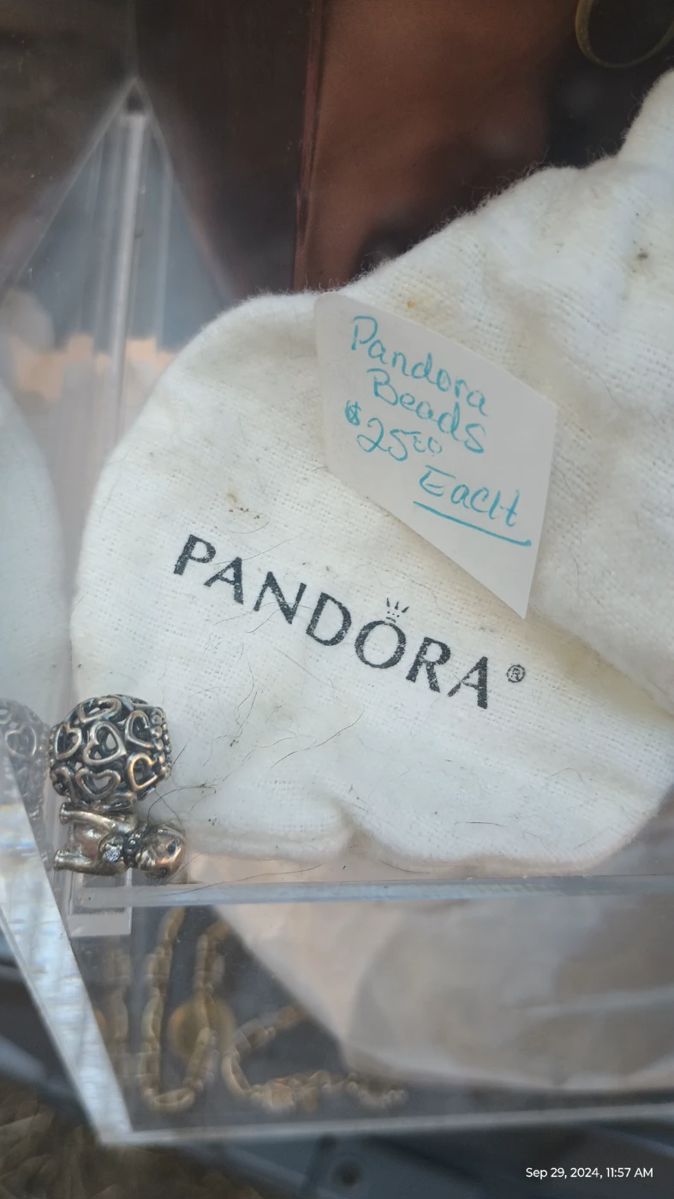 Pandora
Beads
$25.00
Each
PANDORA®
Sep 29, 2024, 11:57 AM